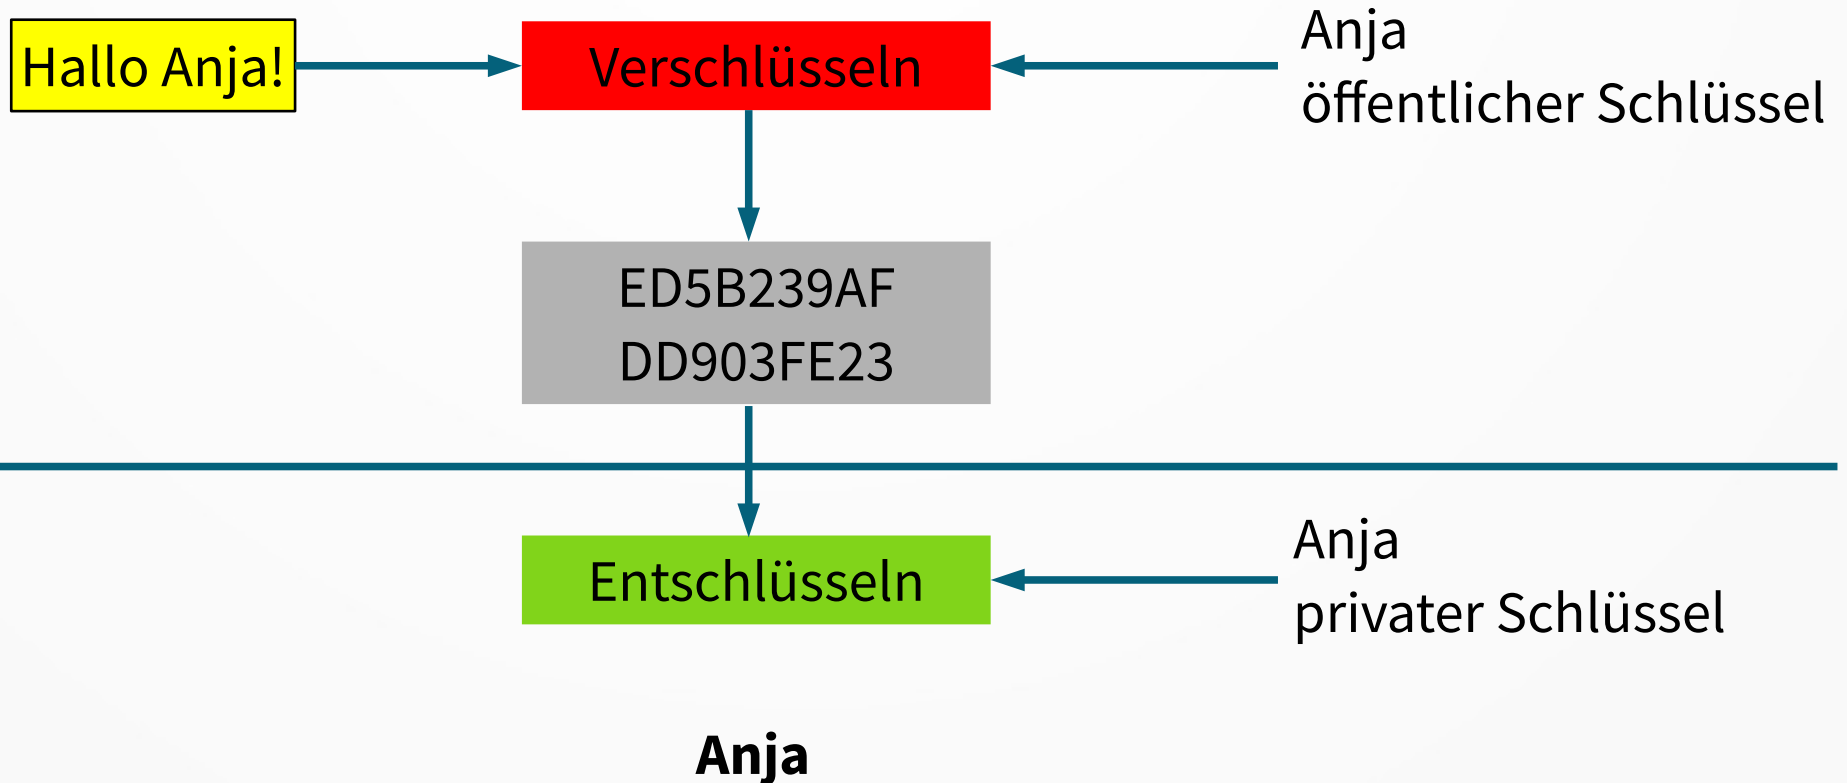 Hallo Anja!
Verschlüsseln
Anja
öffentlicher Schlüssel
ED5B239AF
DD903FE23
Entschlüsseln
Anja
privater Schlüssel
Anja